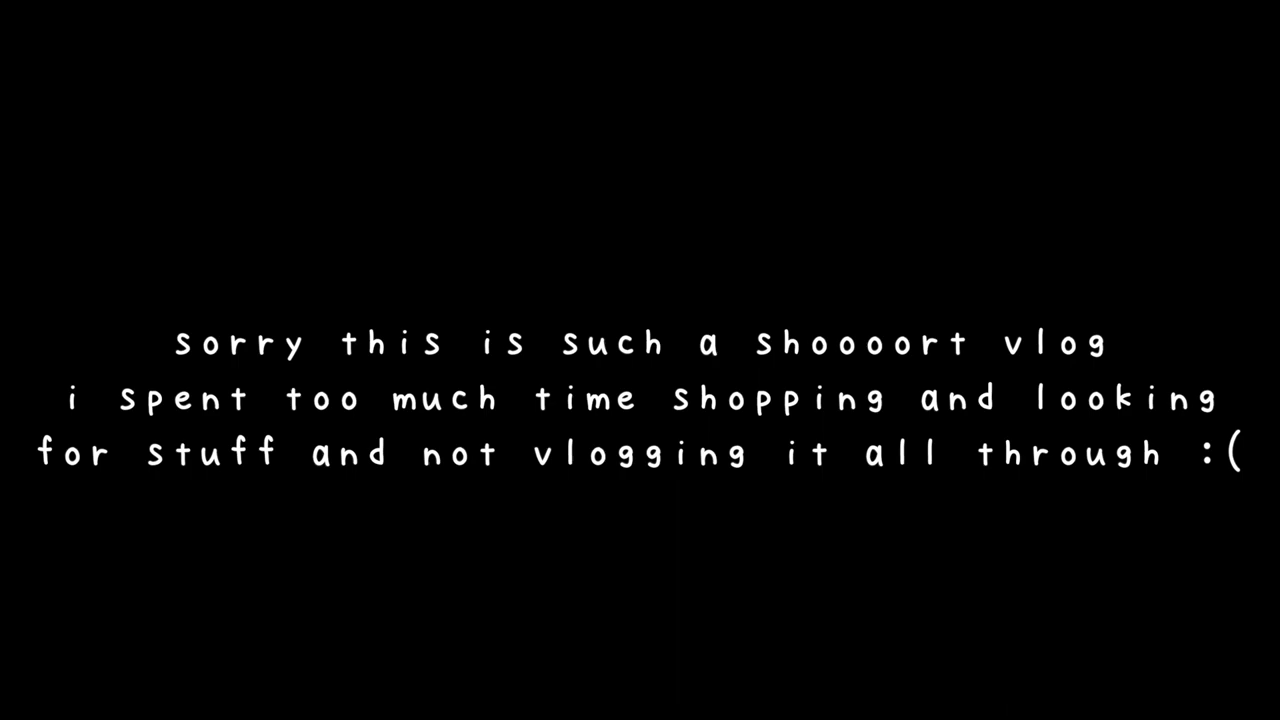 sorry this is such a shoooort vlog
i spent too much time shopping and looking
for stuff and not vlogging it all through :(